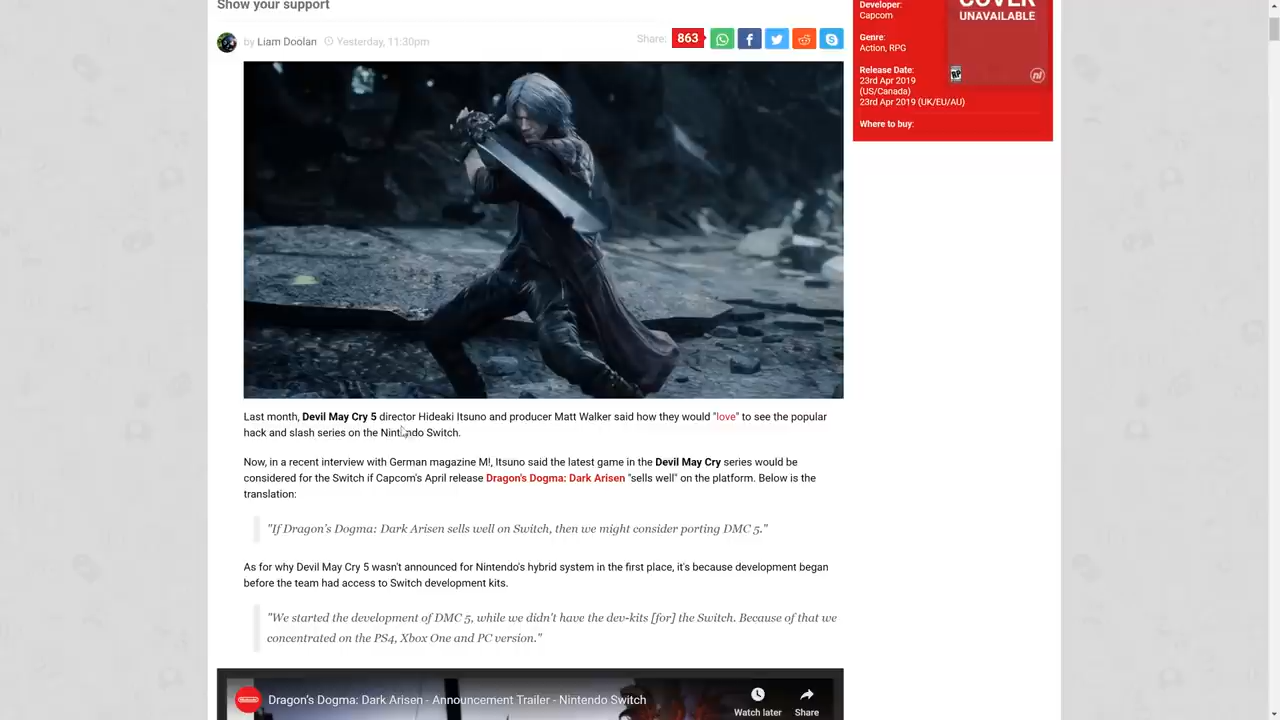 Show your support
by Liam Doolan Yesterday, 11:30pm
Share: 863
Last month, Devil May Cry 5 director Hideaki Itsuno and producer Matt Walker said how they would "love" to see the popular
hack and slash series on the Nintendo Switch.
Now, in a recent interview with German magazine M!, Itsuno said the latest game in the Devil May Cry series would be
considered for the Switch if Capcom's April release Dragon's Dogma: Dark Arisen "sells well" on the platform. Below is the
translation:
"If Dragon's Dogma: Dark Arisen sells well on Switch, then we might consider porting DMC 5."
As for why Devil May Cry 5 wasn't announced for Nintendo's hybrid system in the first place, it's because development began
before the team had access to Switch development kits.
"We started the development of DMC 5, while we didn't have the dev-kits [for] the Switch. Because of that we
concentrated on the PS4, Xbox One and PC version."
Dragon's Dogma: Dark Arisen - Announcement Trailer - Nintendo Switch
Watch later
Share
Developer:
Capcom
Genre:
Action, RPG
Release Date:
23rd Apr 2019
(US/Canada)
23rd Apr 2019 (UK/EU/AU)
Where to buy:
COVER
UNAVAILABLE
RP
nl